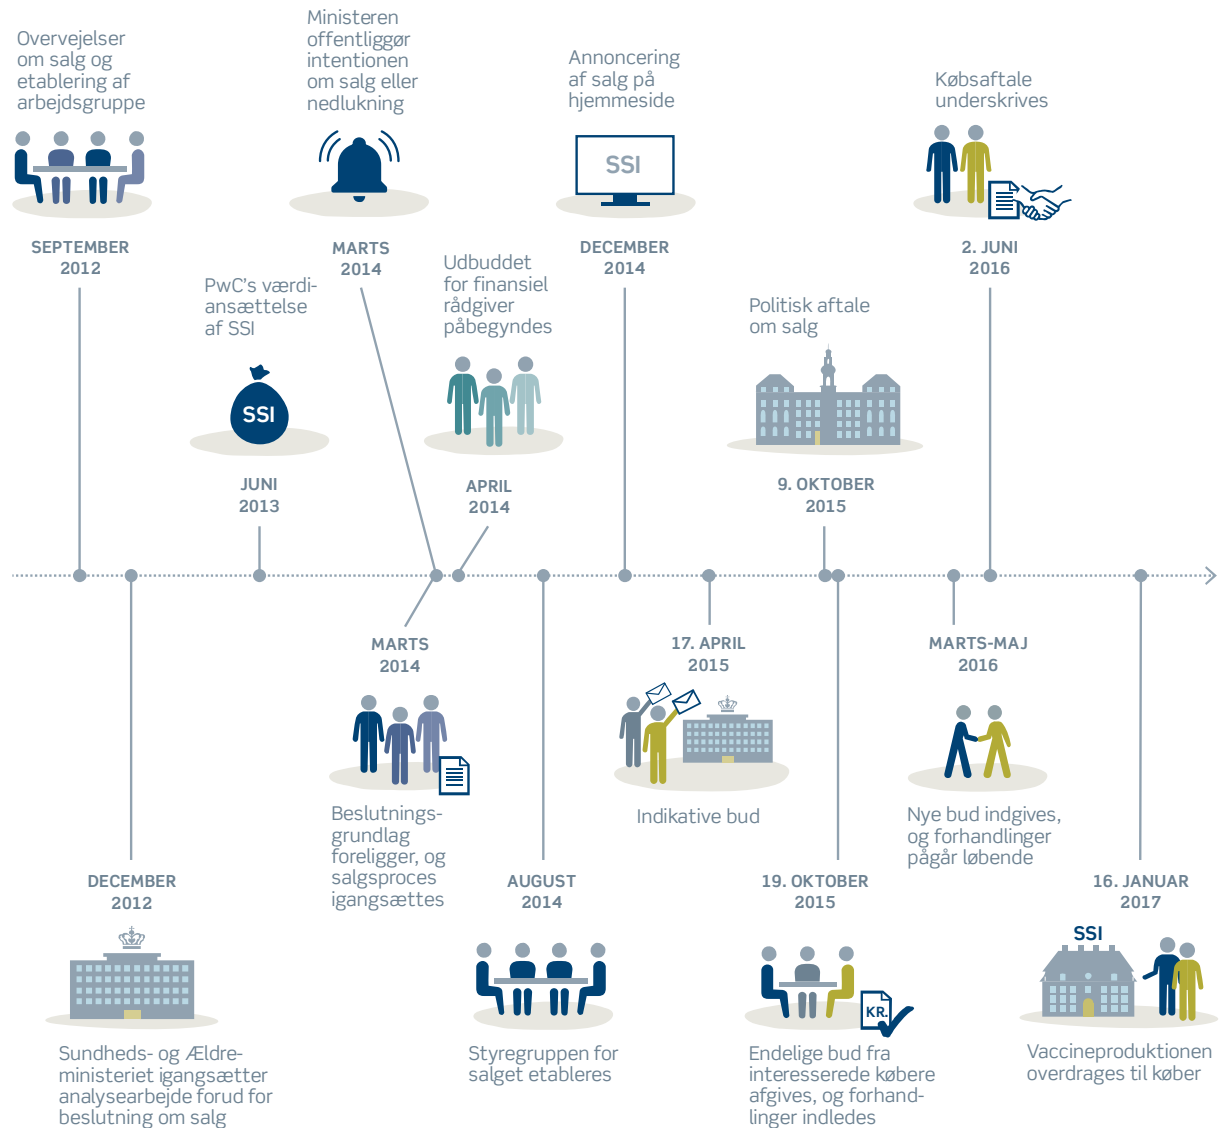 Overvejelser
om salg og
etablering af
arbejdsgruppe
SEPTEMBER
2012
Ministeren
offentliggør
intentionen
om salg eller
nedlukning
MARTS
2014
Annoncering
af salg på
hjemmeside
SSI
DECEMBER
2014
Købsaftale
underskrives
2. JUNI
2016
PwC's værdi-
ansættelse
af SSI
SSI
JUNI
2013
Udbuddet
for finansiel
rådgiver
påbegyndes
APRIL
2014
Politisk aftale
om salg
9. OKTOBER
2015
MARTS
2014
Beslutnings-
grundlag
foreligger, og
salgsproces
igangsættes
17. APRIL
2015
Indikative bud
MARTS-MAJ
2016
Nye bud indgives,
og forhandlinger
pågår løbende
DECEMBER
2012
Sundheds- og Ældre-
ministeriet igangsætter
analysearbejde forud for
beslutning om salg
AUGUST
2014
Styregruppen for
salget etableres
19. OKTOBER
2015
KR.
Endelige bud fra
interesserede købere
afgives, og forhand-
linger indledes
16. JANUAR
2017
SSI
Vaccineproduktionen
overdrages til køber